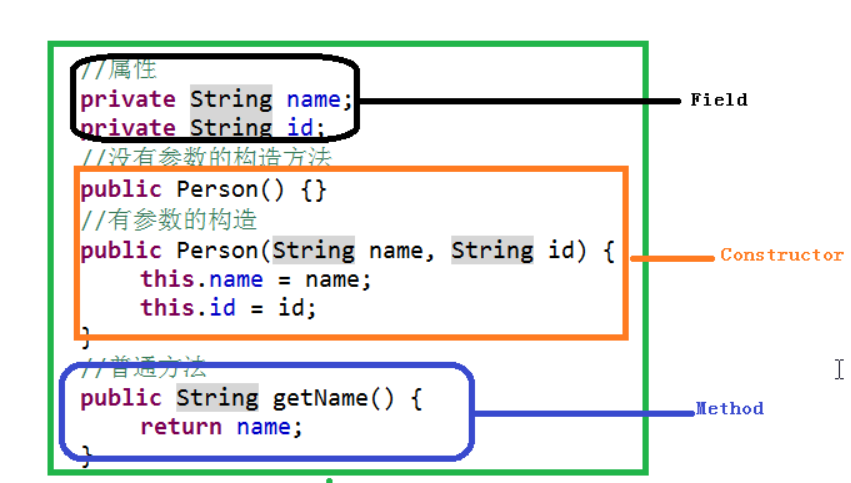 //属性
private String name;
Field
private String id;
//没有参数的构造方法
public Person() {}
//有参数的构造
public Person(String name, String id) {
Constructor
this.name = name;
this.id = id;
}
//普通方法
public String getName() {
Method
return name;
}